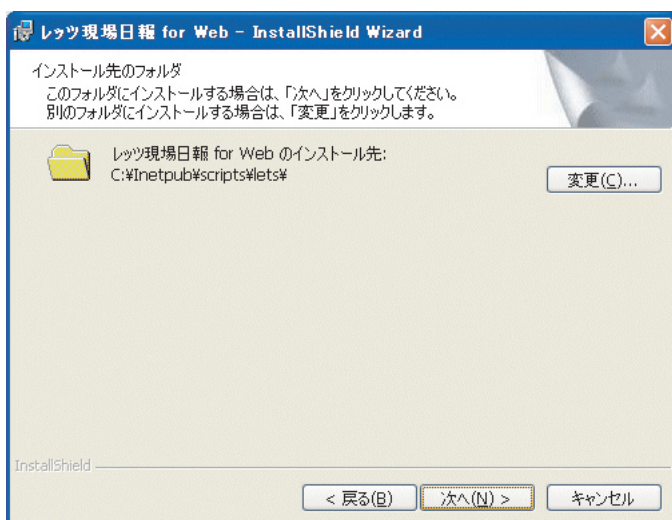 レッツ現場日報 for Web - InstallShield Wizard
インストール先のフォルダ
このフォルダにインストールする場合は、「次へ」をクリックしてください。
別のフォルダにインストールする場合は、「変更」をクリックします。
レッツ現場日報 for Web のインストール先:
C:¥Inetpub¥scripts¥lets¥
変更(C)...
InstallShield
< 戻る(B)
次へ(N) >
キャンセル